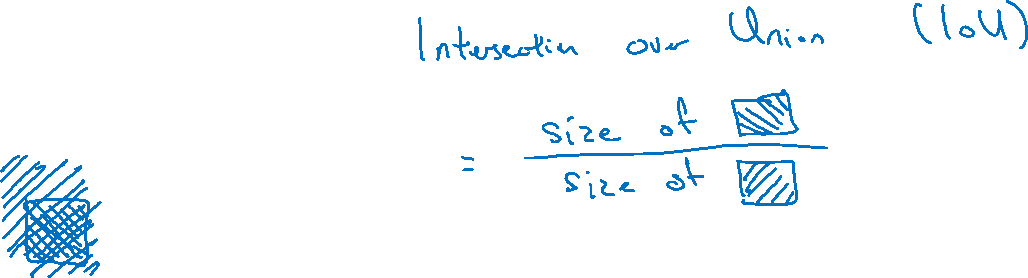 Intersection over Union (IoU)
= size of
size of